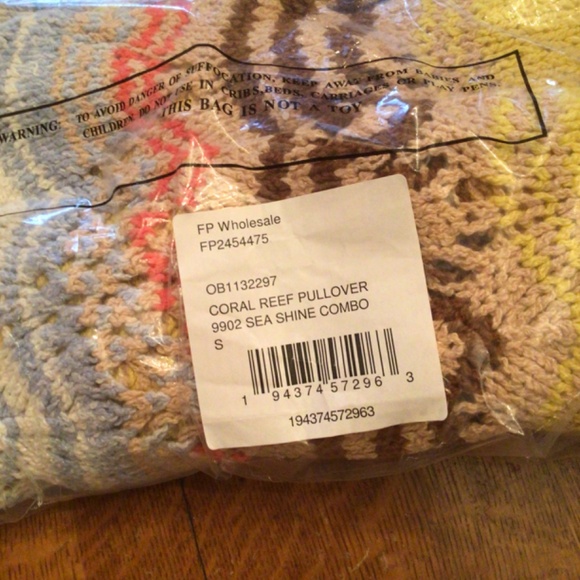 WARNING: TO AVOID DANGER OF SUFFOCATION, KEEP AWAY FROM BABIES AND
CHILDREN DO NOT USE IN CRIBS, BEDS, CARRIAGES OR PLAY PENS.
THIS BAG IS NOT A TOY
FP Wholesale
FP2454475
OB1132297
CORAL REEF PULLOVER
9902 SEA SHINE COMBO
S
1 94374 57296 3
194374572963